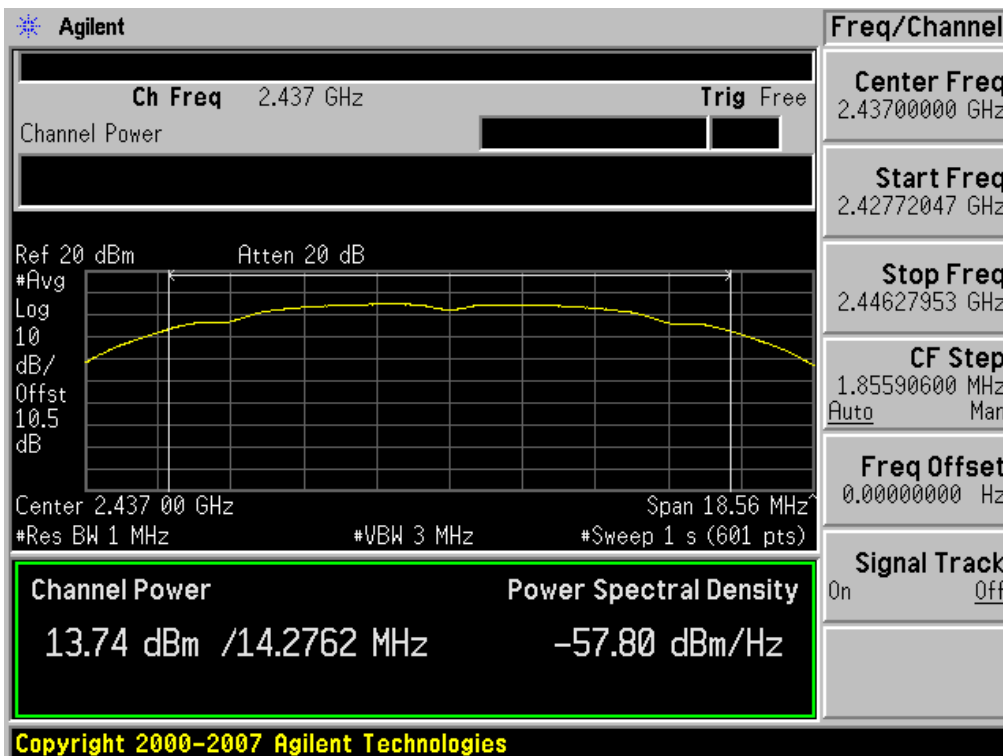 Agilent
Freq/Channel
Ch Freq 2.437 GHz Trig Free
Channel Power
Center Freq
2.43700000 GHz
Start Freq
2.42772047 GHz
Stop Freq
2.44627953 GHz
CF Step
1.85590600 MHz
Auto Man
Freq Offset
0.00000000 Hz
Signal Track
On Off
Ref 20 dBm Atten 20 dB
#Avg
Log
10
dB/
Offst
10.5
dB
Center 2.437 00 GHz Span 18.56 MHz^
#Res BW 1 MHz #VBW 3 MHz #Sweep 1 s (601 pts)
Channel Power Power Spectral Density
13.74 dBm /14.2762 MHz -57.80 dBm/Hz
Copyright 2000-2007 Agilent Technologies